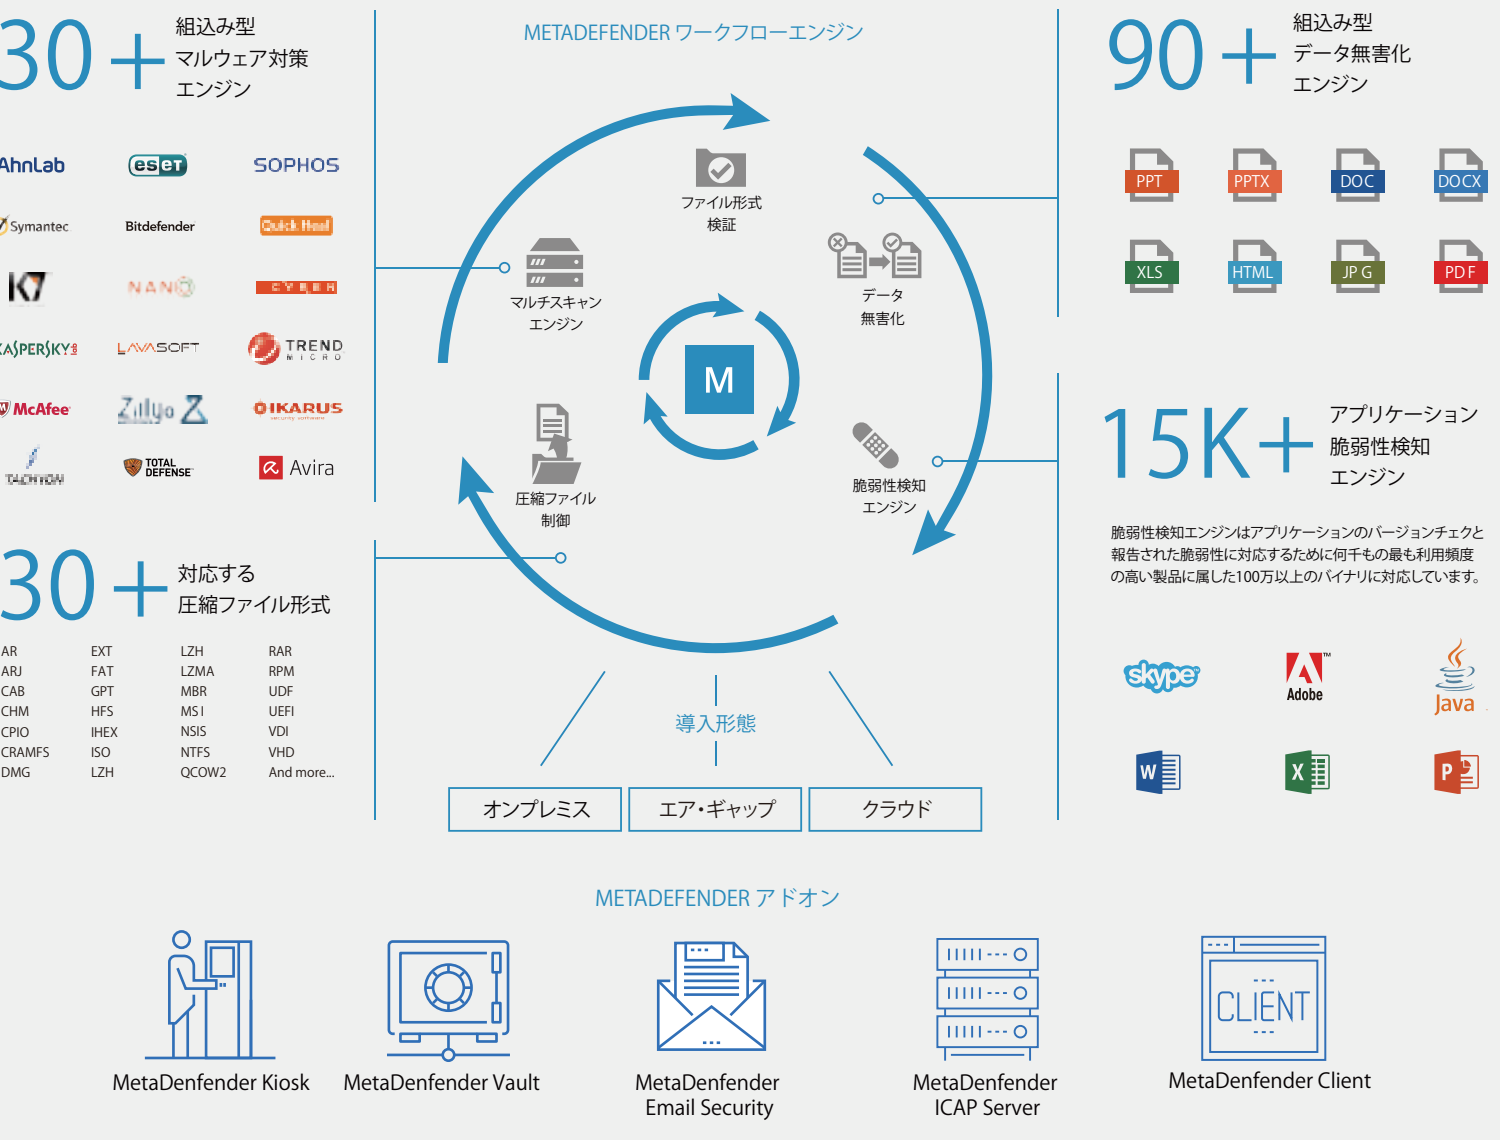 30+
組込み型
マルウェア対策
エンジン
AhnLab
eSET
SOPHOS
Symantec
Bitdefender
Quick Heal
K7
NANO
CYREN
KASPERSKY
LAVASOFT
TREND
MICRO
McAfee
Zillya
IKARUS
security software
TACHYON
TOTAL
DEFENSE
Avira
30+
対応する
圧縮ファイル形式
AR EXT LZH RAR
ARJ FAT LZMA RPM
CAB GPT MBR UDF
CHM HFS MSI UEFI
CPIO IHEX NSIS VDI
CRAMFS ISO NTFS VHD
DMG LZH QCOW2 And more...
METADEFENDER ワークフローエンジン
ファイル形式
検証
マルチスキャン
エンジン
データ
無害化
M
圧縮ファイル
制御
脆弱性検知
エンジン
導入形態
オンプレミス
エア・ギャップ
クラウド
90+
組込み型
データ無害化
エンジン
PPT
PPTX
DOC
DOCX
XLS
HTML
JPG
PDF
15K+
アプリケーション
脆弱性検知
エンジン
脆弱性検知エンジンはアプリケーションのバージョンチェクと
報告された脆弱性に対応するために何千もの最も利用頻度
の高い製品に属した100万以上のバイナリに対応しています。
skype
Adobe
Java
W
X
P
METADEFENDER アドオン
CLIENT
MetaDenfender Kiosk
MetaDenfender Vault
MetaDenfender
Email Security
MetaDenfender
ICAP Server
MetaDenfender Client